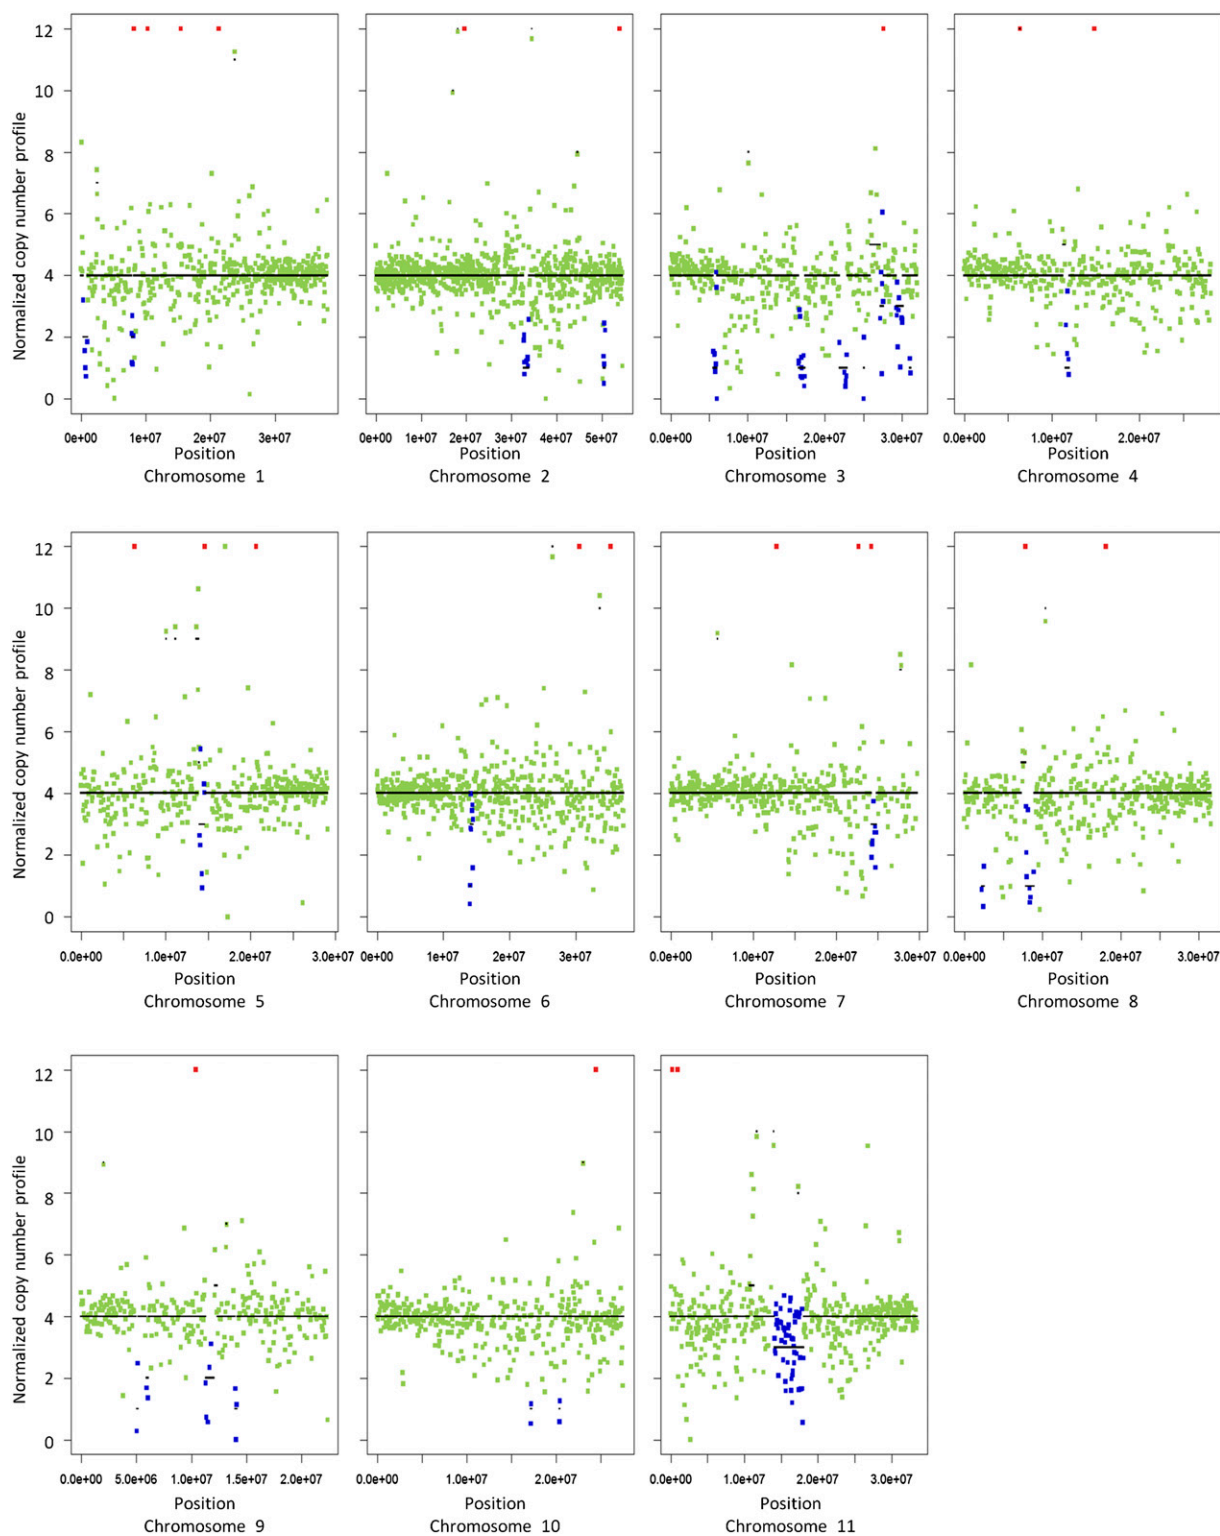 Normalized copy number profile
12
10
8
6
4
2
0
0e+00 1e+07 2e+07 3e+07
Position
Chromosome 1
0e+00 1e+07 2e+07 3e+07 4e+07 5e+07
Position
Chromosome 2
0.0e+00 1.0e+07 2.0e+07 3.0e+07
Position
Chromosome 3
0.0e+00 1.0e+07 2.0e+07
Position
Chromosome 4
Normalized copy number profile
12
10
8
6
4
2
0
0.0e+00 1.0e+07 2.0e+07 3.0e+07
Position
Chromosome 5
0e+00 1e+07 2e+07 3e+07
Position
Chromosome 6
0.0e+00 1.0e+07 2.0e+07 3.0e+07
Position
Chromosome 7
0.0e+00 1.0e+07 2.0e+07 3.0e+07
Position
Chromosome 8
Normalized copy number profile
12
10
8
6
4
2
0
0.0e+00 5.0e+06 1.0e+07 1.5e+07 2.0e+07
Position
Chromosome 9
0.0e+00 1.0e+07 2.0e+07
Position
Chromosome 10
0.0e+00 1.0e+07 2.0e+07 3.0e+07
Position
Chromosome 11